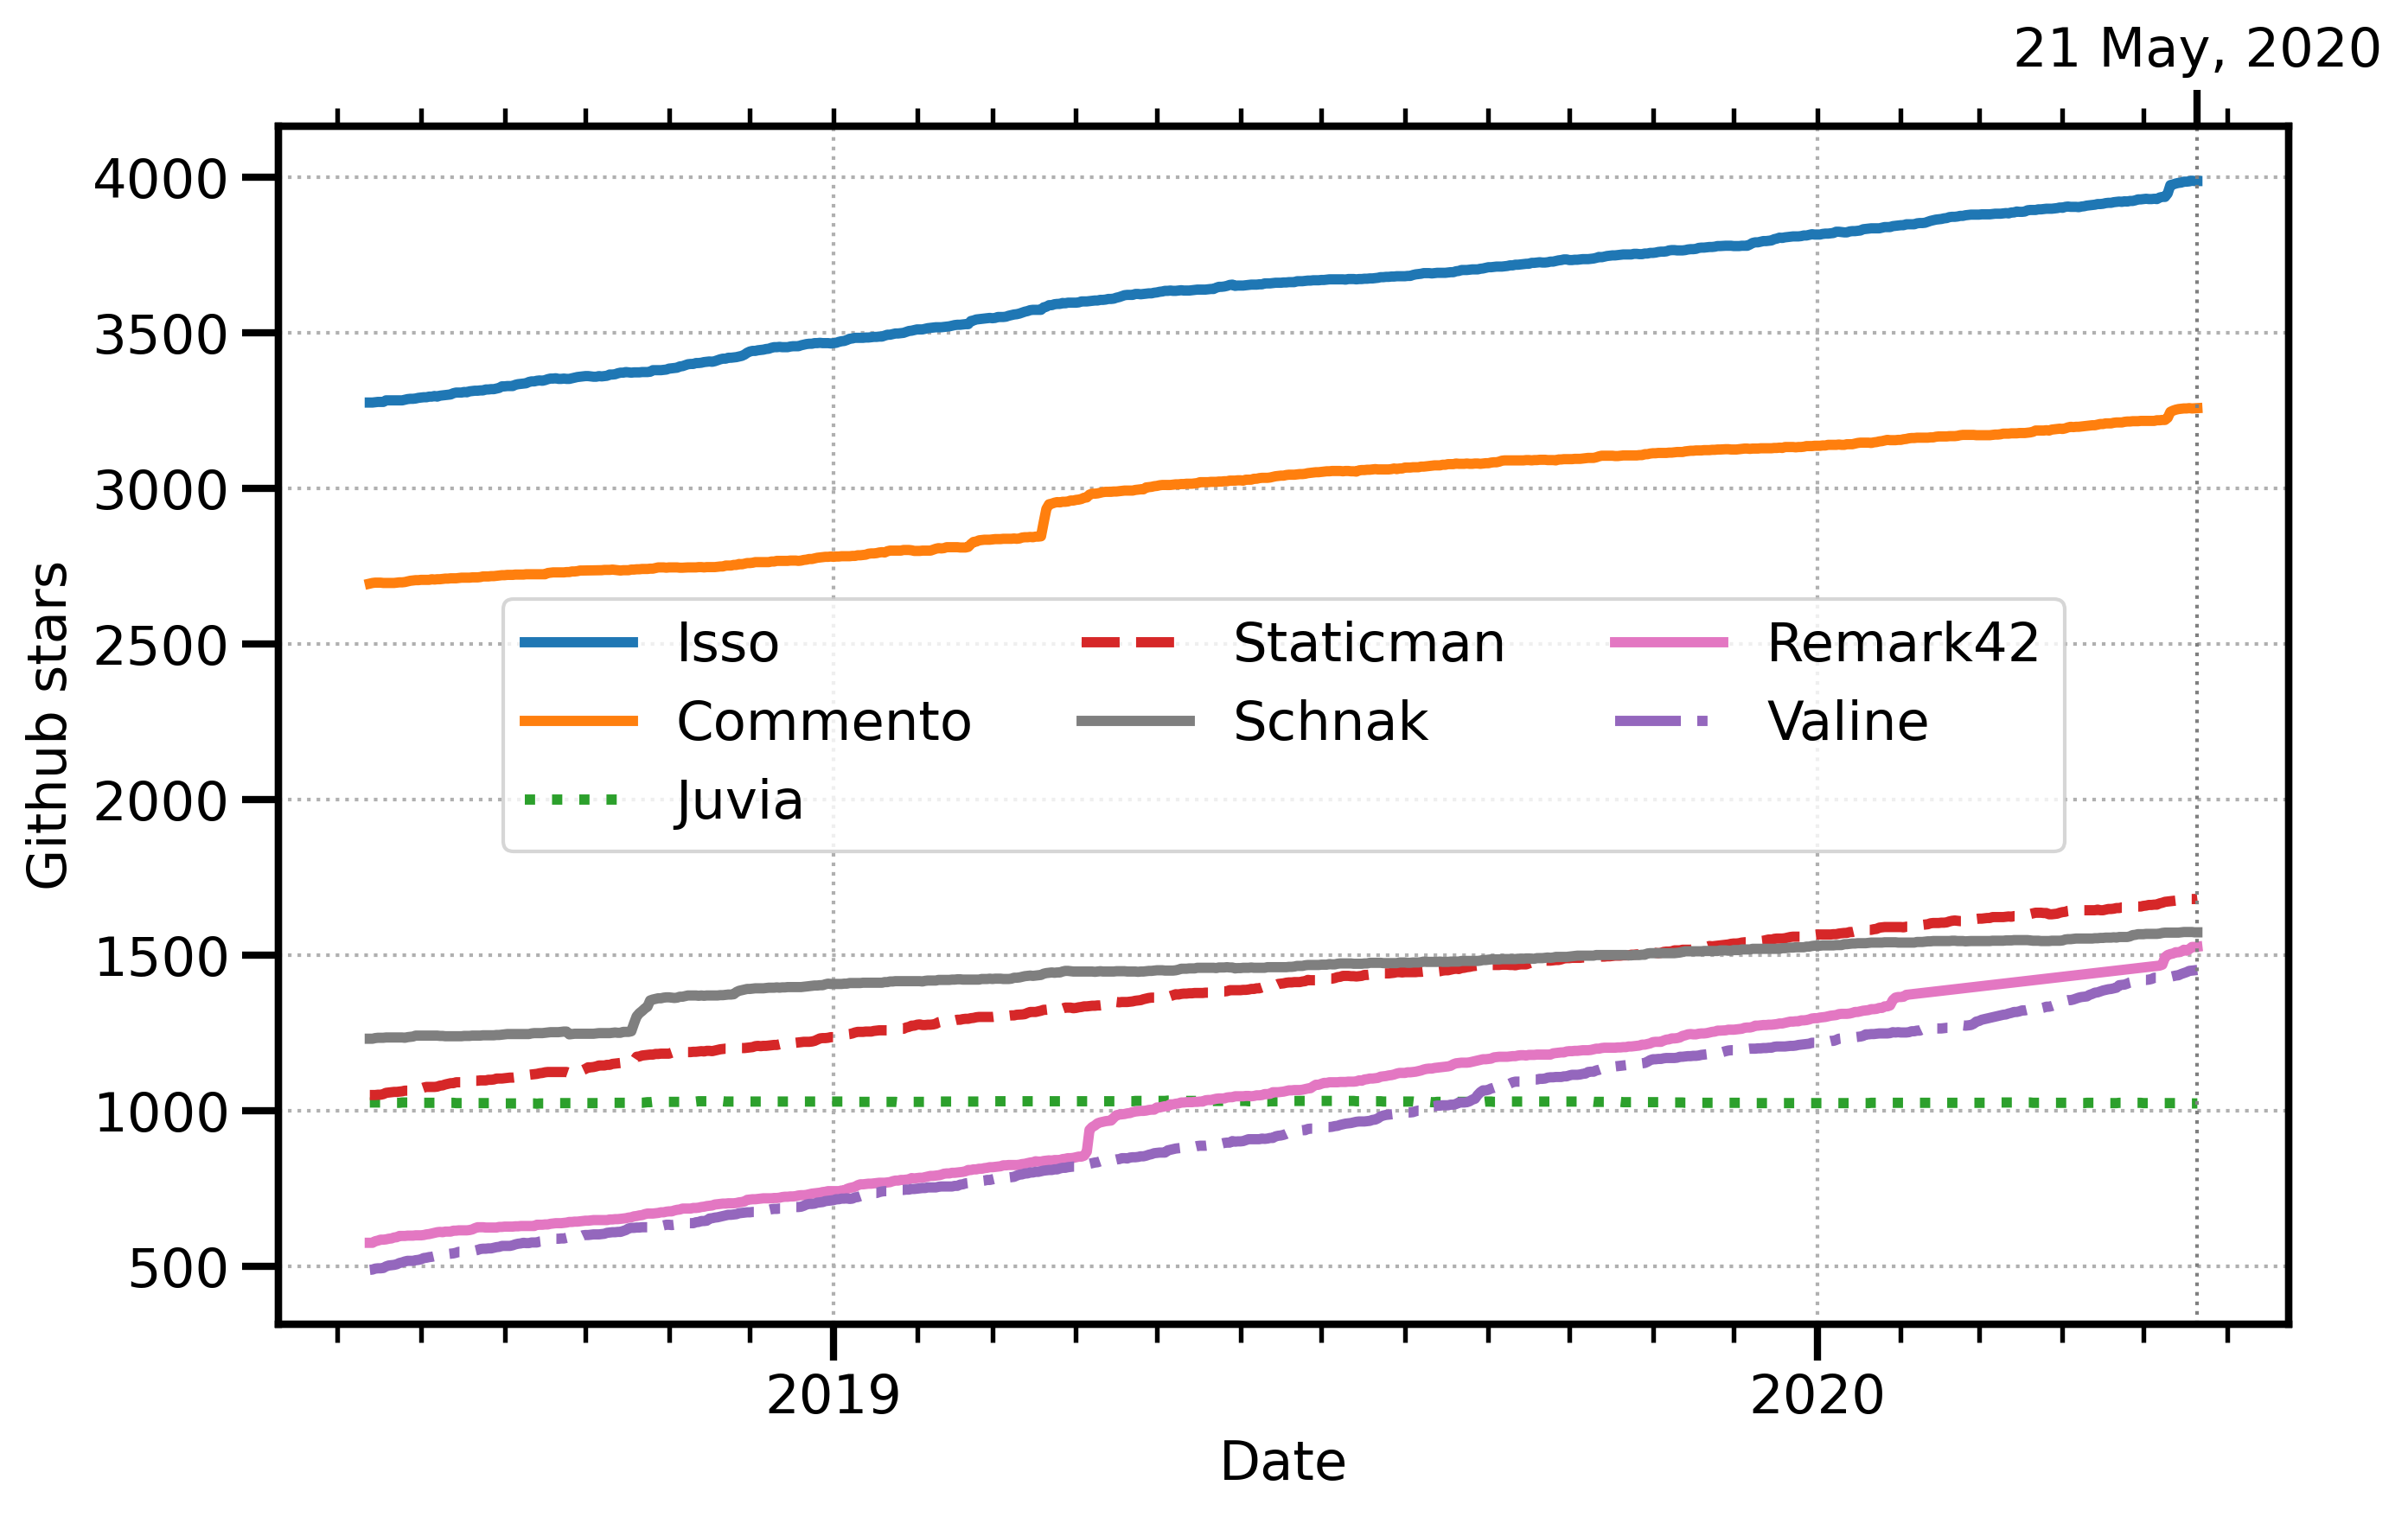 21 May, 2020
4000
3500
3000
2500
2000
1500
1000
500
Github stars
Isso
Commento
Juvia
Staticman
Schnak
Remark42
Valine
2019
2020
Date